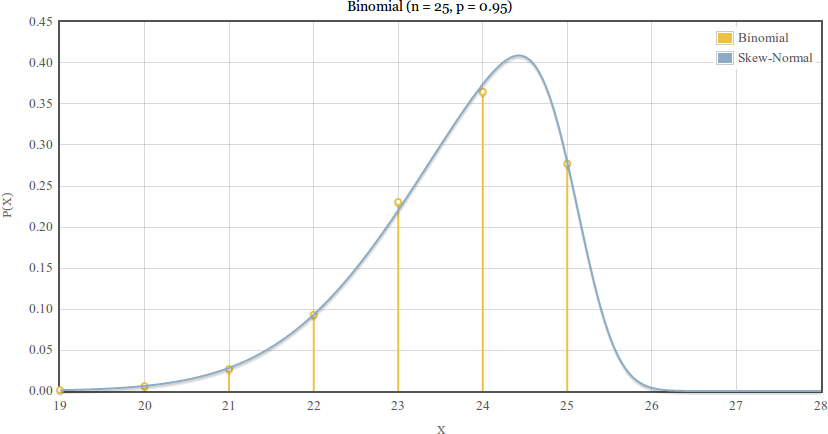 Binomial (n = 25, p = 0.95)
0.45
Binomial
Skew-Normal
0.40
0.35
0.30
0.25
P(X)
0.20
0.15
0.10
0.05
0.00
19 20 21 22 23 24 25 26 27 28
X